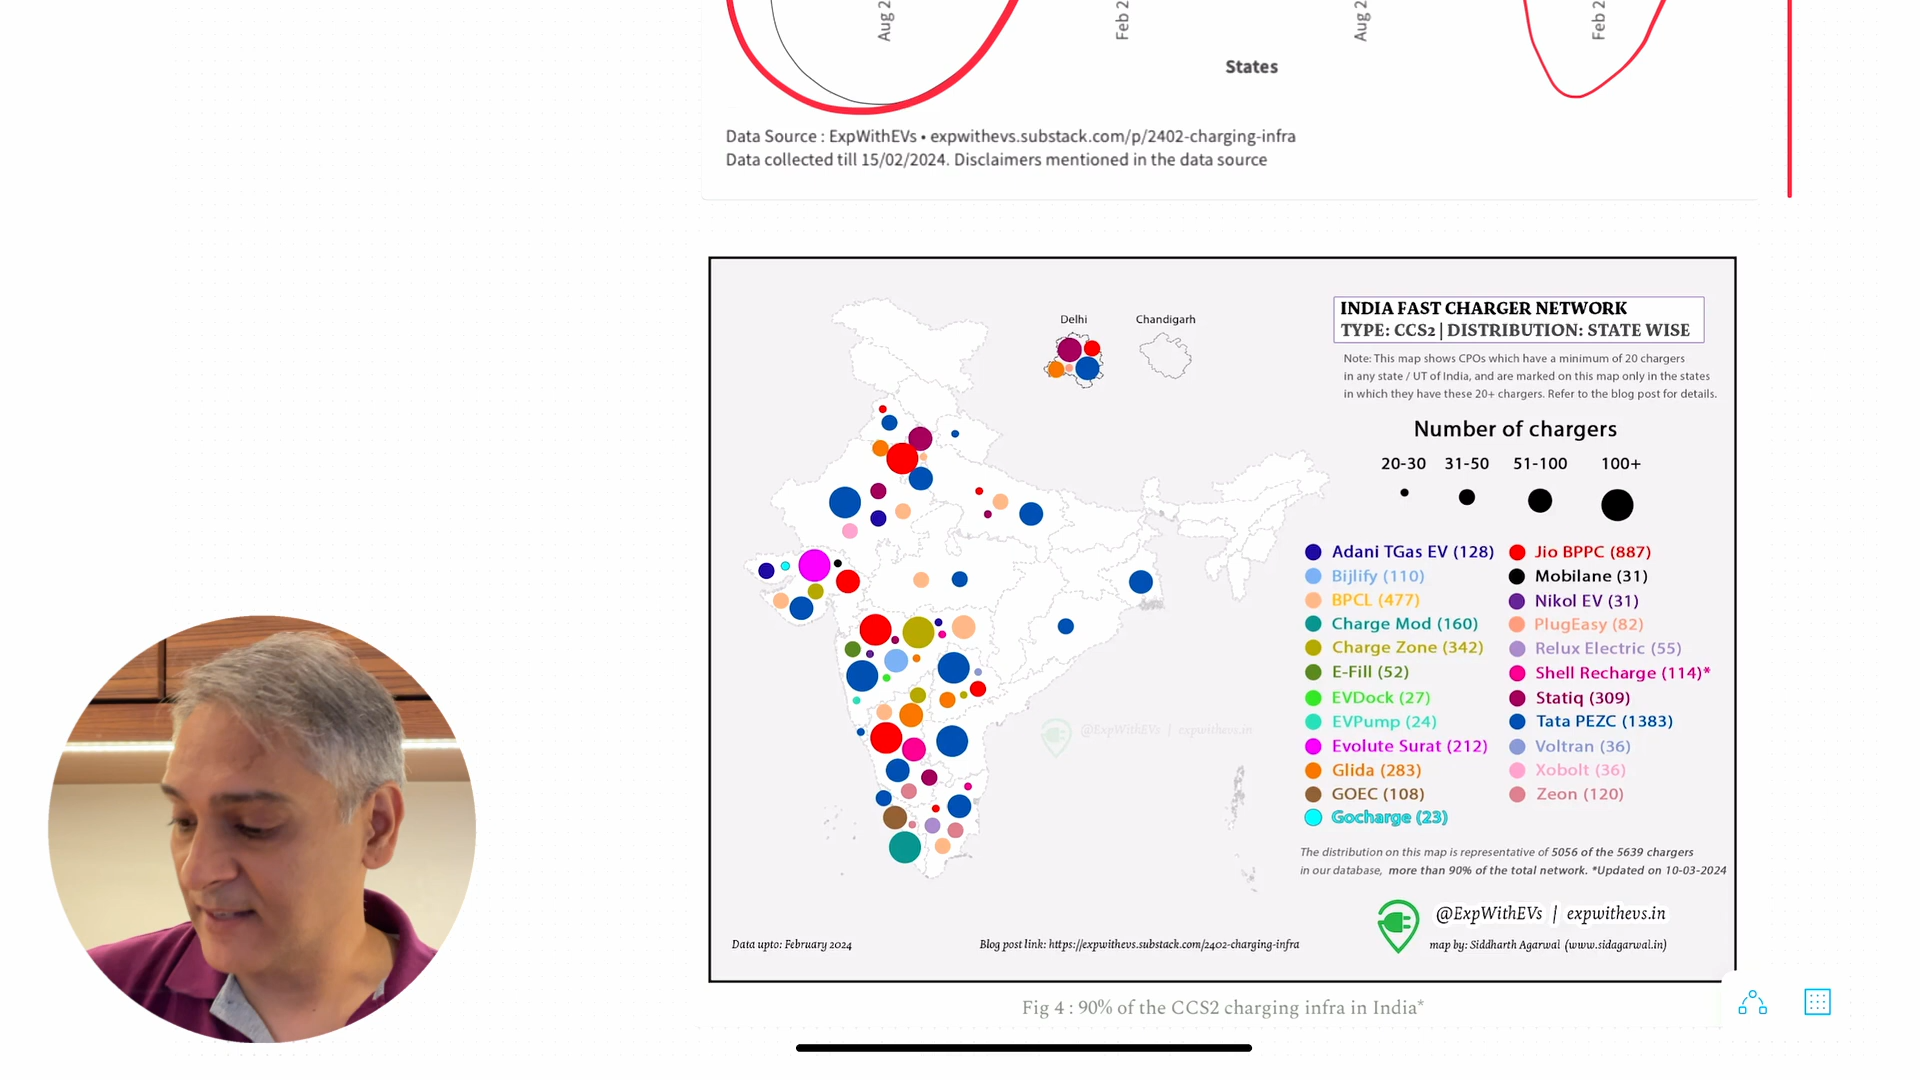 Aug 2
Feb 2
Aug 2
Feb 2
States
Data Source : ExpWithEVs • expwithevs.substack.com/p/2402-charging-infra
Data collected till 15/02/2024. Disclaimers mentioned in the data source
Delhi
Chandigarh
INDIA FAST CHARGER NETWORK
TYPE: CCS2 | DISTRIBUTION: STATE WISE
Note: This map shows CPOs which have a minimum of 20 chargers
in any state / UT of India, and are marked on this map only in the states
in which they have these 20+ chargers. Refer to the blog post for details.
Number of chargers
20-30 31-50 51-100 100+
Adani TGas EV (128)
Bijlify (110)
BPCL (477)
Charge Mod (160)
Charge Zone (342)
E-Fill (52)
EVDock (27)
EVPump (24)
Evolute Surat (212)
Glida (283)
GOEC (108)
Gocharge (23)
Jio BPPC (887)
Mobilane (31)
Nikol EV (31)
PlugEasy (82)
Relux Electric (55)
Shell Recharge (114)*
Statiq (309)
Tata PEZC (1383)
Voltran (36)
Xobolt (36)
Zeon (120)
@ExpWithEVs | expwithevs.in
The distribution on this map is representative of 5056 of the 5639 chargers
in our database, more than 90% of the total network. *Updated on 10-03-2024
@ExpWithEVs | expwithevs.in
map by: Siddharth Agarwal (www.sidagarwal.in)
Data upto: February 2024
Blog post link: https://expwithevs.substack.com/2402-charging-infra
Fig 4 : 90% of the CCS2 charging infra in India*